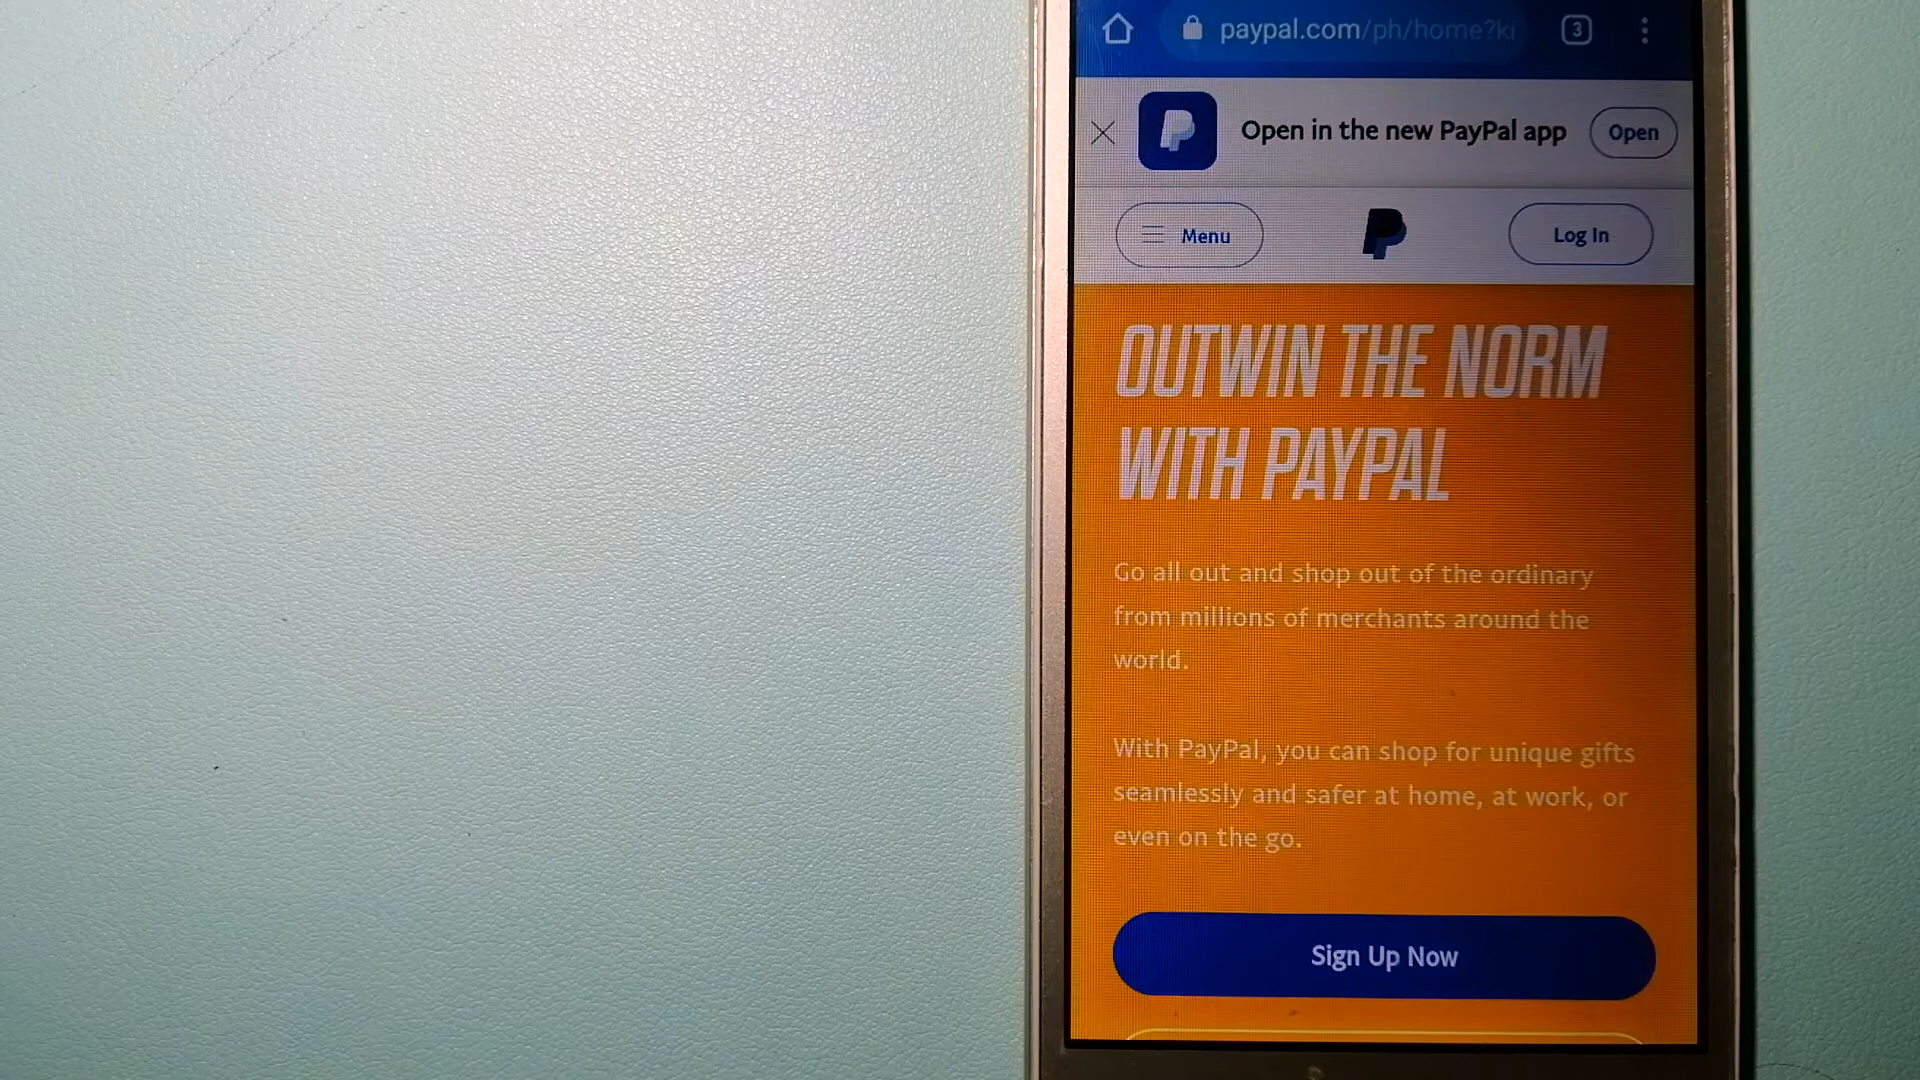 paypal.com/ph/home?ki
3
Open in the new PayPal app
Open
Menu
Log In
OUTWIN THE NORM
WITH PAYPAL
Go all out and shop out of the ordinary
from millions of merchants around the
world.
With PayPal, you can shop for unique gifts
seamlessly and safer at home, at work, or
even on the go.
Sign Up Now